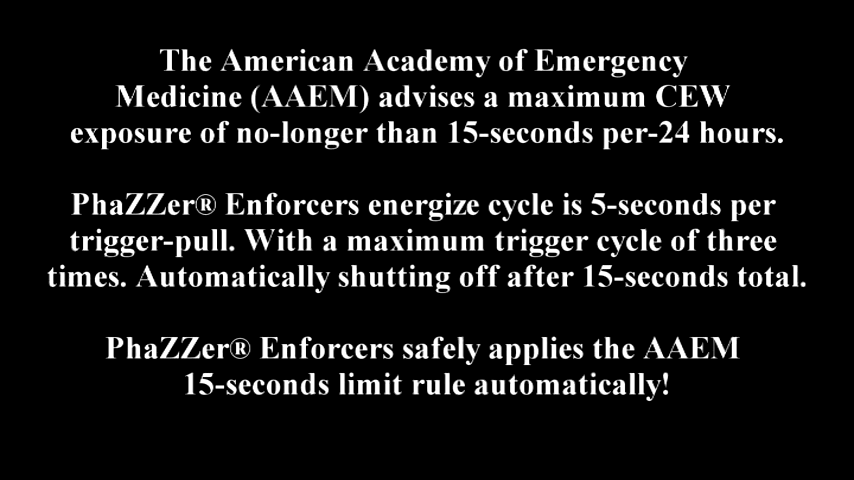 The American Academy of Emergency
Medicine (AAEM) advises a maximum CEW
exposure of no-longer than 15-seconds per-24 hours.
PhaZZer® Enforcers energize cycle is 5-seconds per
trigger-pull. With a maximum trigger cycle of three
times. Automatically shutting off after 15-seconds total.
PhaZZer® Enforcers safely applies the AAEM
15-seconds limit rule automatically!